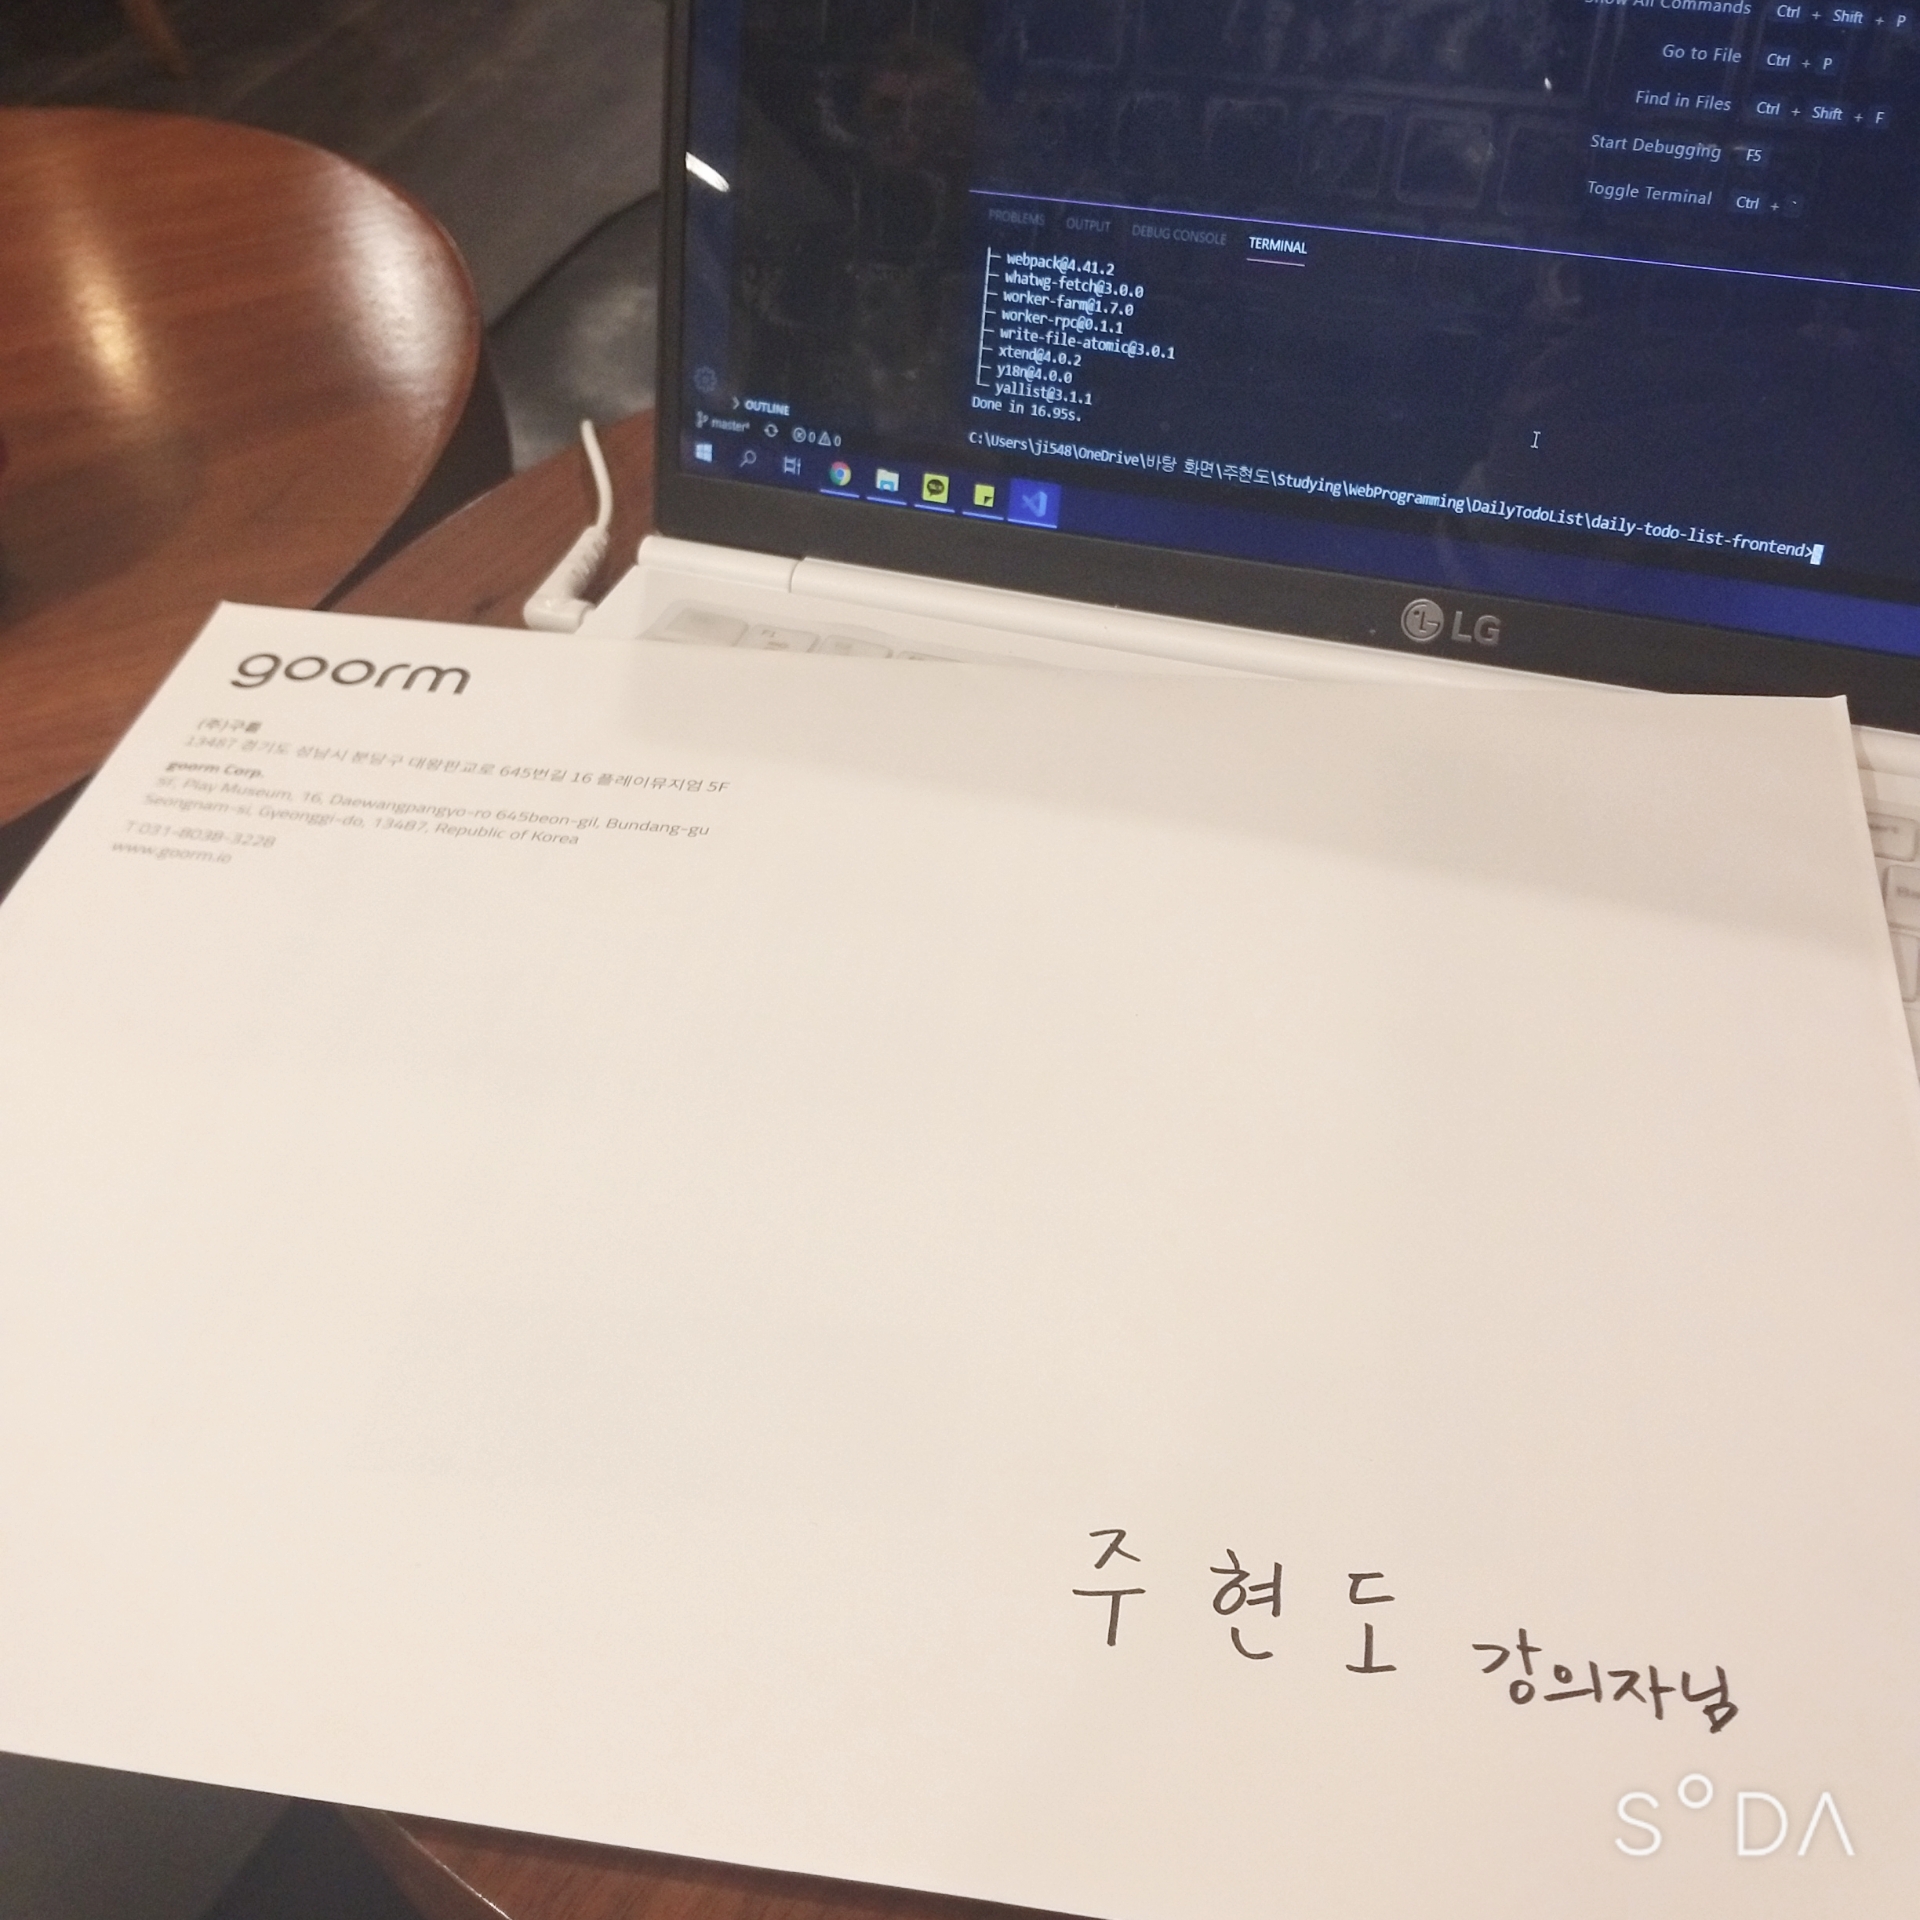 Show All Commands Ctrl + Shift + P
Go to File Ctrl + P
Find in Files Ctrl + Shift + F
Start Debugging F5
Toggle Terminal Ctrl + `
PROBLEMS OUTPUT DEBUG CONSOLE TERMINAL
webpack@4.41.2
whatwg-fetch@3.0.0
worker-farm@1.7.0
worker-rpc@0.1.1
write-file-atomic@3.0.1
xtend@4.0.2
y18n@4.0.0
yallist@3.1.1
Done in 16.95s.
C:\Users\ji548\OneDrive\바탕 화면\주현도\Studying\WebProgramming\DailyTodoList\daily-todo-list-frontend>
> OUTLINE
master* 0 0
LG
goorm
(주)구름
13487 경기도 성남시 분당구 대왕판교로 645번길 16 플레이뮤지엄 5F
goorm Corp.
5F, Play Museum, 16, Daewangpangyo-ro 645beon-gil, Bundang-gu
Seongnam-si, Gyeonggi-do, 13487, Republic of Korea
T 031-8038-3228
www.goorm.io
주현도 강의자님
SODA